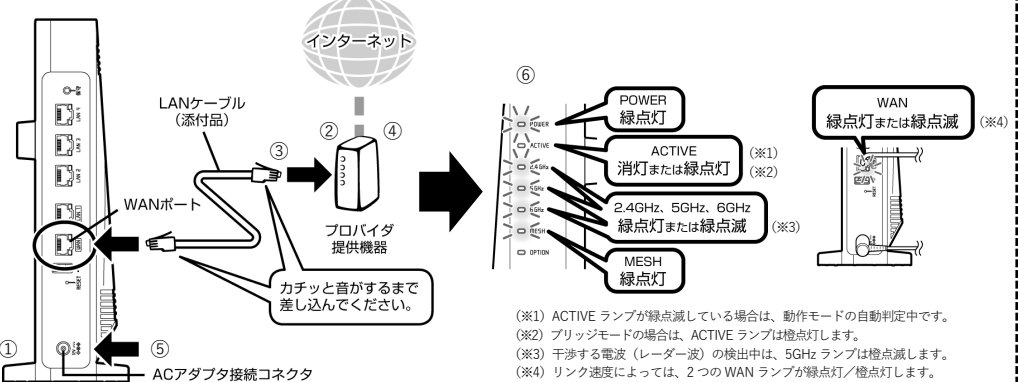 インターネット
LANケーブル
（添付品）
②
④
③
WANポート
プロバイダ
提供機器
カチッと音がするまで
差し込んでください。
LAN 4
LAN 3
LAN 2
LAN 1
WAN
RESET
①
⑤
ACアダプタ接続コネクタ
⑥
POWER
ACTIVE
2.4GHz
5GHz
6GHz
MESH
OPTION
POWER
緑点灯
ACTIVE
消灯または緑点灯
（※1）
（※2）
2.4GHz、5GHz、6GHz
緑点灯または緑点滅
（※3）
MESH
緑点灯
WAN
緑点灯または緑点滅
（※4）
RESET
（※1）ACTIVE ランプが緑点滅している場合は、動作モードの自動判定中です。
（※2）ブリッジモードの場合は、ACTIVE ランプは橙点灯します。
（※3）干渉する電波（レーダー波）の検出中は、5GHz ランプは橙点滅します。
（※4）リンク速度によっては、2 つの WAN ランプが緑点灯／橙点灯します。